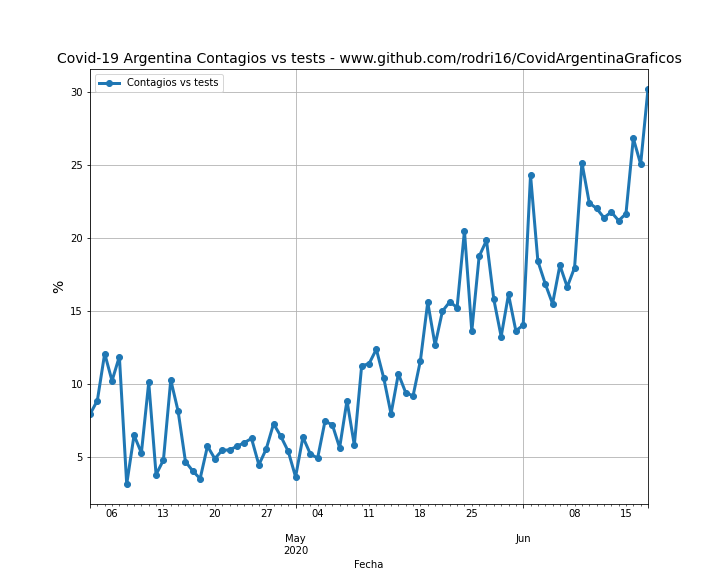 Covid-19 Argentina Contagios vs tests - www.github.com/rodri16/CovidArgentinaGraficos
Contagios vs tests
30
25
20
15
10
5
%
06 13 20 27 04 11 18 25 08 15
May Jun
2020
Fecha